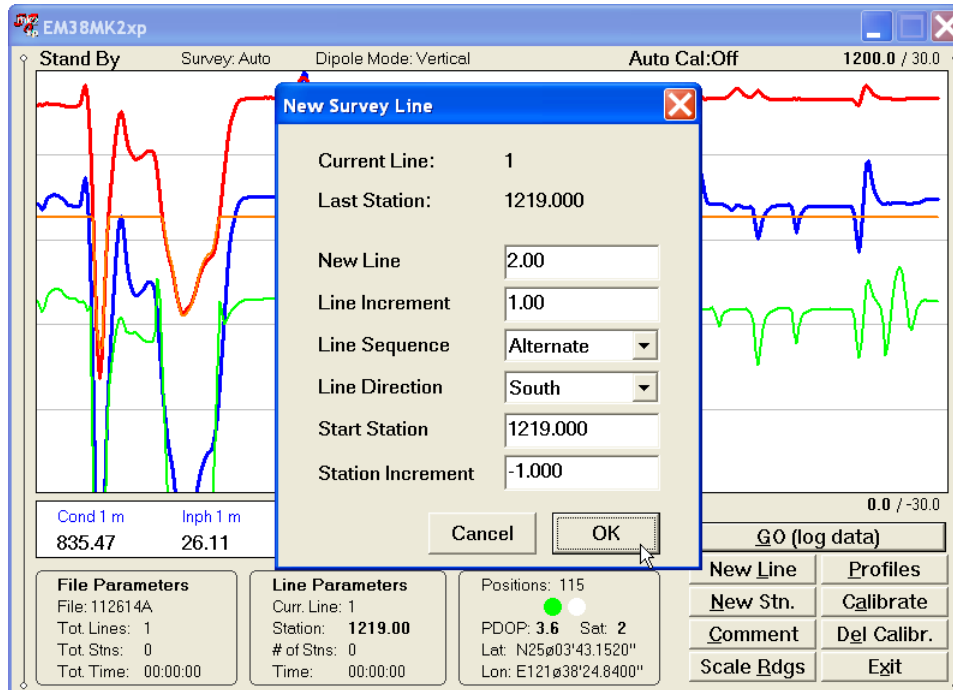 EM38MK2xp
Stand By Survey: Auto Dipole Mode: Vertical Auto Cal:Off 1200.0 / 30.0
New Survey Line
Current Line: 1
Last Station: 1219.000
New Line 2.00
Line Increment 1.00
Line Sequence Alternate
Line Direction South
Start Station 1219.000
Station Increment -1.000
Cancel OK
0.0 / -30.0
Cond 1 m Inph 1 m
835.47 26.11
GO (log data)
New Line Profiles
New Stn. Calibrate
Comment Del Calibr.
Scale Rdgs Exit
File Parameters
File: 112614A
Tot. Lines: 1
Tot. Stns: 0
Tot. Time: 00:00:00
Line Parameters
Curr. Line: 1
Station: 1219.00
# of Stns: 0
Time: 00:00:00
Positions: 115
PDOP: 3.6 Sat: 2
Lat: N25ø03'43.1520"
Lon: E121ø38'24.8400"